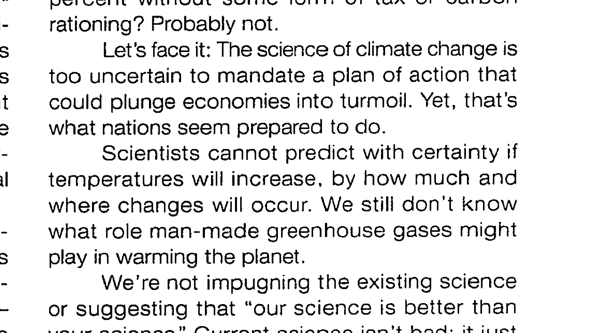 percent without some form of tax or carbon
i- rationing? Probably not.
s Let's face it: The science of climate change is
s too uncertain to mandate a plan of action that
t could plunge economies into turmoil. Yet, that's
e what nations seem prepared to do.
- Scientists cannot predict with certainty if
al temperatures will increase, by how much and
where changes will occur. We still don't know
- what role man-made greenhouse gases might
s play in warming the planet.
- We're not impugning the existing science
– or suggesting that “our science is better than
your science.” Current science isn't bad; it just